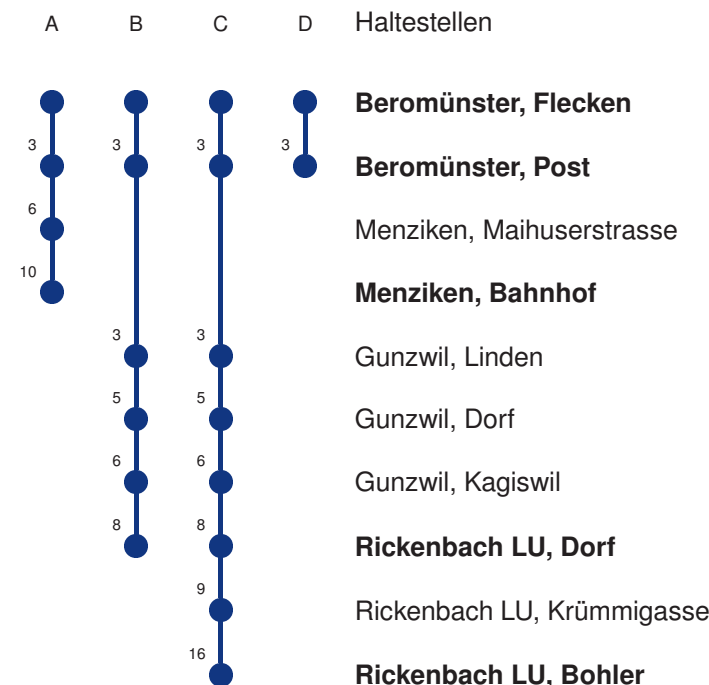 A B C D Haltestellen
Beromünster, Flecken
3 3 3 3 Beromünster, Post
6 Menziken, Maihuserstrasse
10 Menziken, Bahnhof
3 3 Gunzwil, Linden
5 5 Gunzwil, Dorf
6 6 Gunzwil, Kagiswil
8 8 Rickenbach LU, Dorf
9 Rickenbach LU, Krümmigasse
16 Rickenbach LU, Bohler